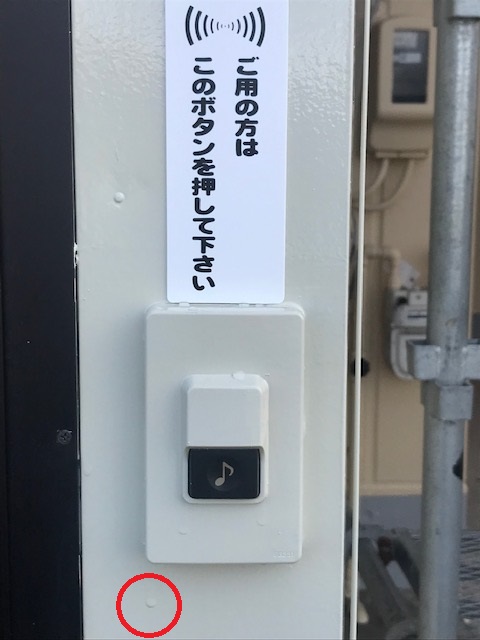 ご用の方は
このボタンを押して下さい